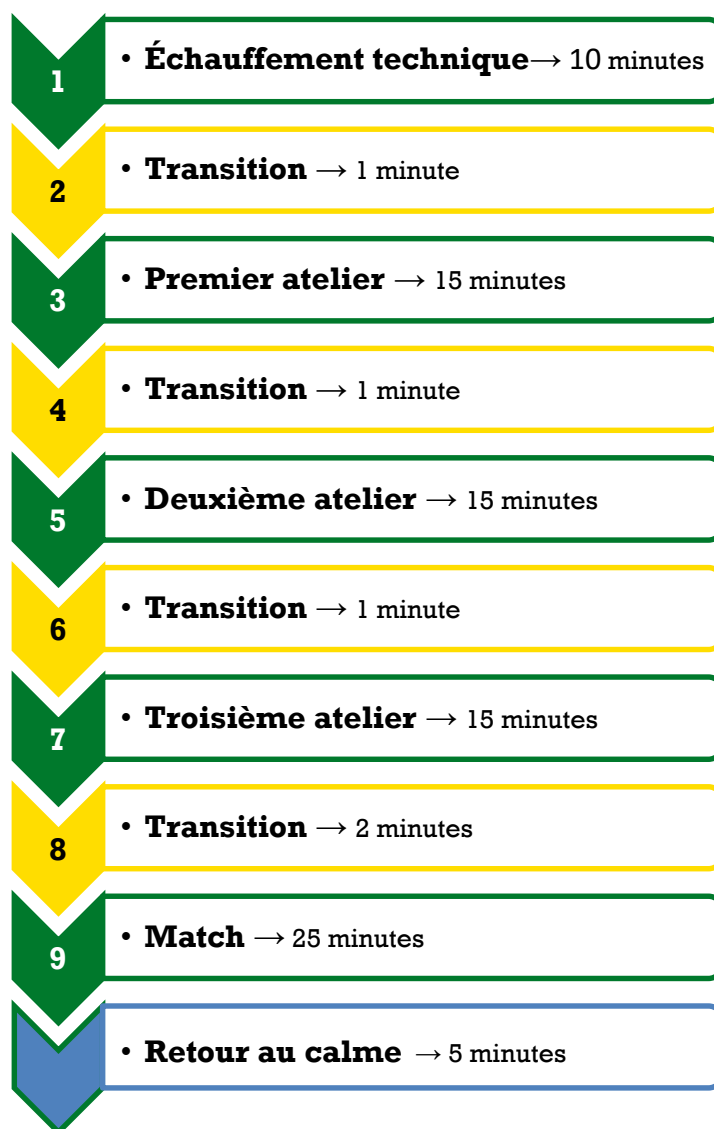 1
• Échauffement technique→ 10 minutes
2
• Transition → 1 minute
3
• Premier atelier → 15 minutes
4
• Transition → 1 minute
5
• Deuxième atelier → 15 minutes
6
• Transition → 1 minute
7
• Troisième atelier → 15 minutes
8
• Transition → 2 minutes
9
• Match → 25 minutes
• Retour au calme → 5 minutes